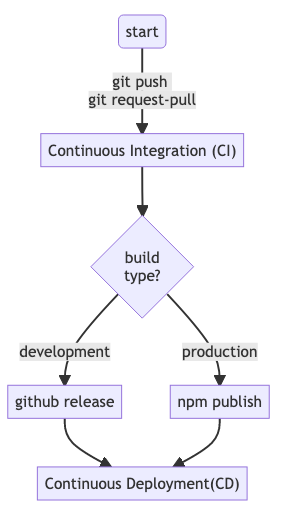 start
git push
git request-pull
Continuous Integration (CI)
build
type?
development
production
github release
npm publish
Continuous Deployment(CD)